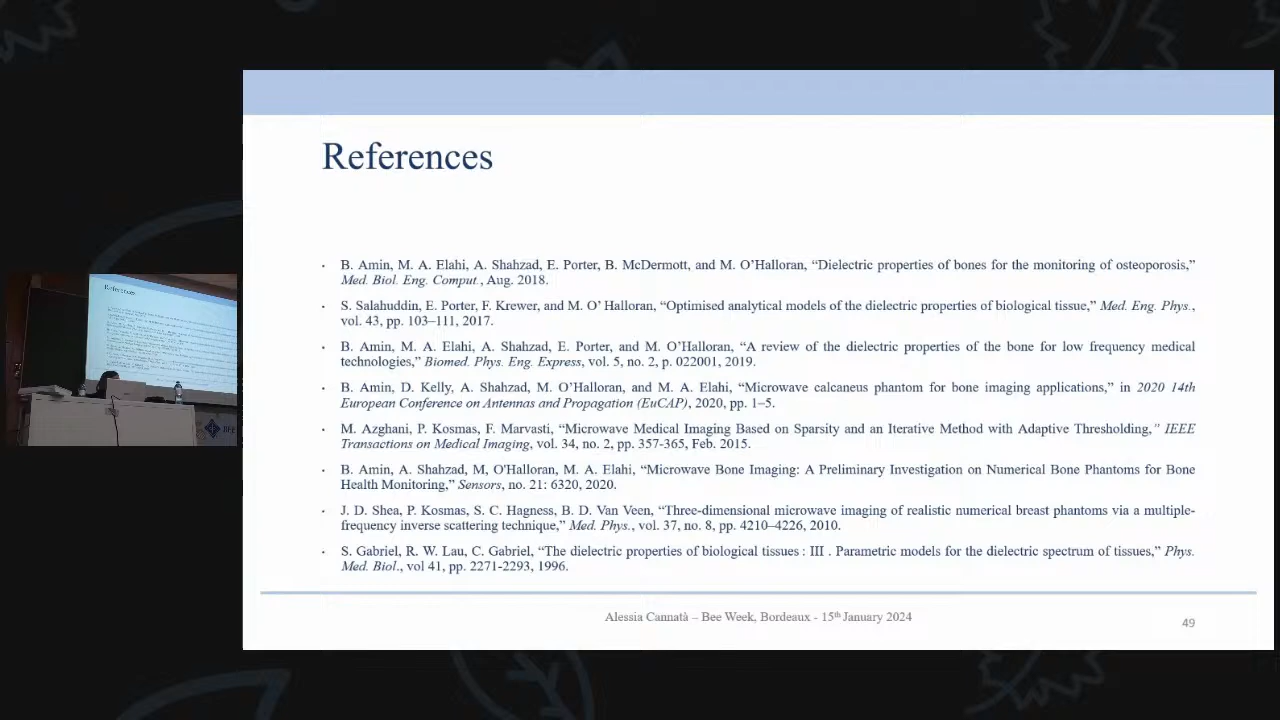 References
• B. Amin, M. A. Elahi, A. Shahzad, E. Porter, B. McDermott, and M. O’Halloran, “Dielectric properties of bones for the monitoring of osteoporosis,”
Med. Biol. Eng. Comput., Aug. 2018.
• S. Salahuddin, E. Porter, F. Krewer, and M. O’ Halloran, “Optimised analytical models of the dielectric properties of biological tissue,” Med. Eng. Phys.,
vol. 43, pp. 103–111, 2017.
• B. Amin, M. A. Elahi, A. Shahzad, E. Porter, and M. O’Halloran, “A review of the dielectric properties of the bone for low frequency medical
technologies,” Biomed. Phys. Eng. Express, vol. 5, no. 2, p. 022001, 2019.
• B. Amin, D. Kelly, A. Shahzad, M. O’Halloran, and M. A. Elahi, “Microwave calcaneus phantom for bone imaging applications,” in 2020 14th
European Conference on Antennas and Propagation (EuCAP), 2020, pp. 1–5.
• M. Azghani, P. Kosmas, F. Marvasti, “Microwave Medical Imaging Based on Sparsity and an Iterative Method with Adaptive Thresholding,” IEEE
Transactions on Medical Imaging, vol. 34, no. 2, pp. 357-365, Feb. 2015.
• B. Amin, A. Shahzad, M, O'Halloran, M. A. Elahi, “Microwave Bone Imaging: A Preliminary Investigation on Numerical Bone Phantoms for Bone
Health Monitoring,” Sensors, no. 21: 6320, 2020.
• J. D. Shea, P. Kosmas, S. C. Hagness, B. D. Van Veen, “Three-dimensional microwave imaging of realistic numerical breast phantoms via a multiple-
frequency inverse scattering technique,” Med. Phys., vol. 37, no. 8, pp. 4210–4226, 2010.
• S. Gabriel, R. W. Lau, C. Gabriel, “The dielectric properties of biological tissues : III . Parametric models for the dielectric spectrum of tissues,” Phys.
Med. Biol., vol 41, pp. 2271-2293, 1996.
Alessia Cannatà – Bee Week, Bordeaux - 15th January 2024
49
References
BEE